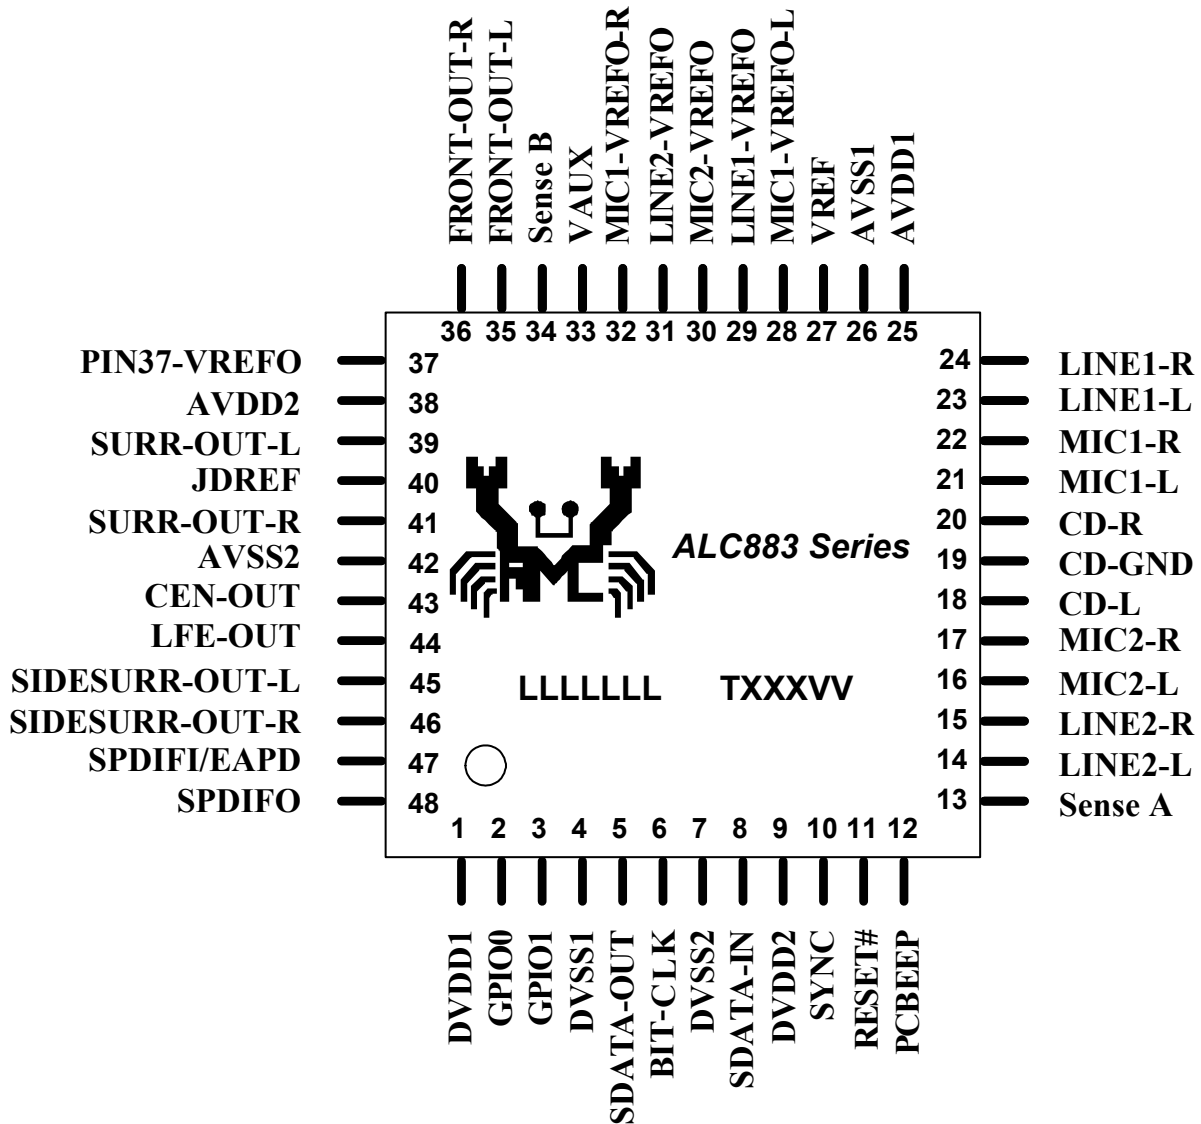 FRONT-OUT-R
FRONT-OUT-L
Sense B
VAUX
MIC1-VREFO-R
LINE2-VREFO
MIC2-VREFO
LINE1-VREFO
MIC1-VREFO-L
VREF
AVSS1
AVDD1
36 35 34 33 32 31 30 29 28 27 26 25
PIN37-VREFO 37 24 LINE1-R
AVDD2 38 23 LINE1-L
SURR-OUT-L 39 22 MIC1-R
JDREF 40 21 MIC1-L
SURR-OUT-R 41 20 CD-R
ALC883 Series
AVSS2 42 19 CD-GND
CEN-OUT 43 18 CD-L
LFE-OUT 44 17 MIC2-R
SIDESURR-OUT-L 45 LLLLLLL TXXXVV 16 MIC2-L
SIDESURR-OUT-R 46 15 LINE2-R
SPDIFI/EAPD 47 14 LINE2-L
SPDIFO 48 13 Sense A
1 2 3 4 5 6 7 8 9 10 11 12
DVDD1
GPIO0
GPIO1
DVSS1
SDATA-OUT
BIT-CLK
DVSS2
SDATA-IN
DVDD2
SYNC
RESET#
PCBEEP